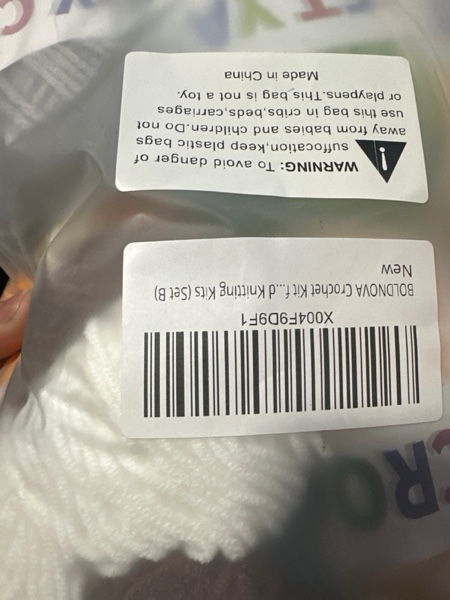 X004F9D9F1
BOLDNOVA Crochet Kit f...d Knitting Kits (Set B)
New
WARNING: To avoid danger of
suffocation,keep plastic bags
away from babies and children.Do not
use this bag in cribs,beds,carriages
or playpens.This bag is not a toy.
Made in China
CRO